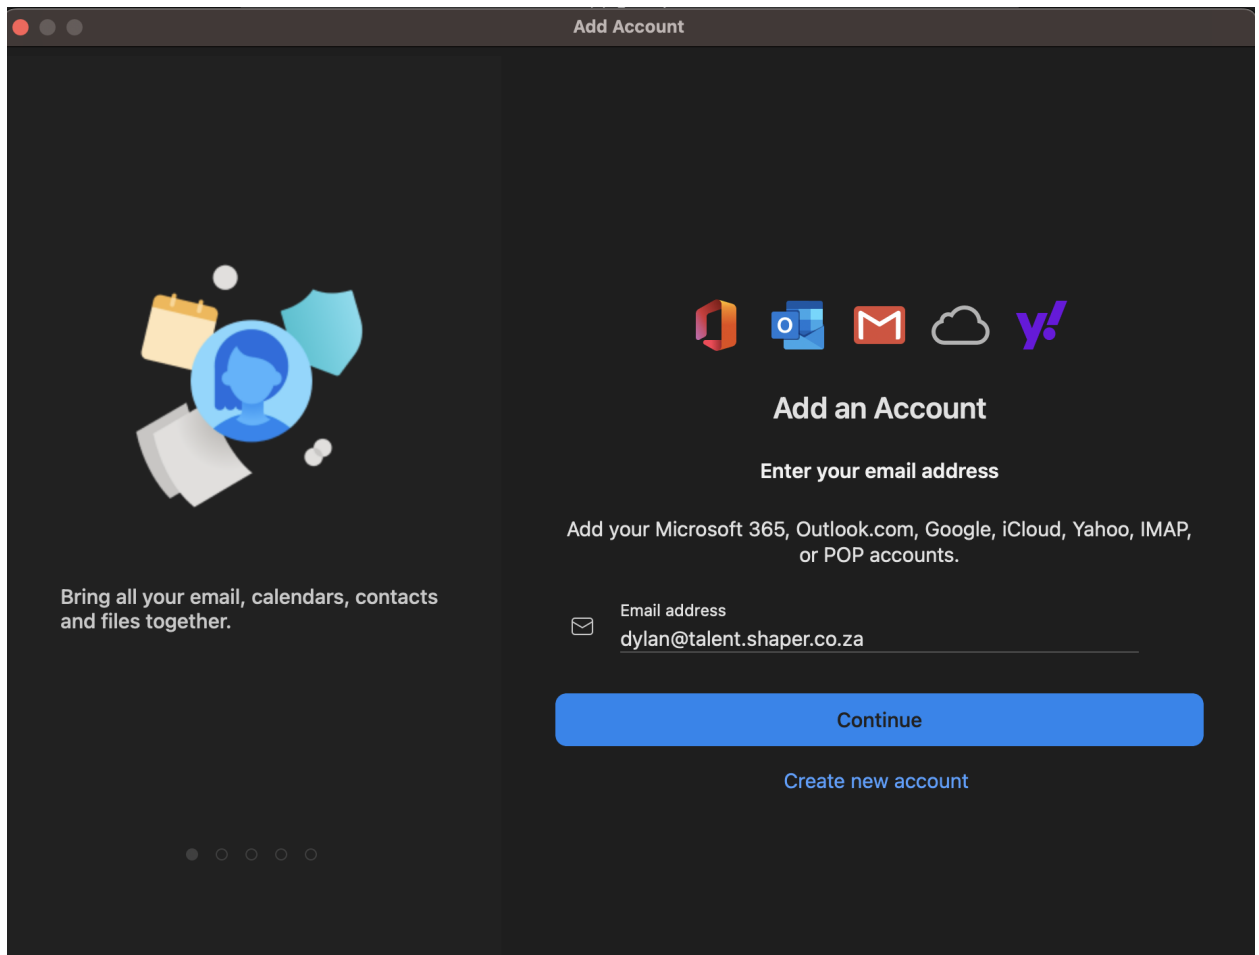 Add Account
Bring all your email, calendars, contacts
and files together.
Add an Account
Enter your email address
Add your Microsoft 365, Outlook.com, Google, iCloud, Yahoo, IMAP,
or POP accounts.
Email address
dylan@talent.shaper.co.za
Continue
Create new account